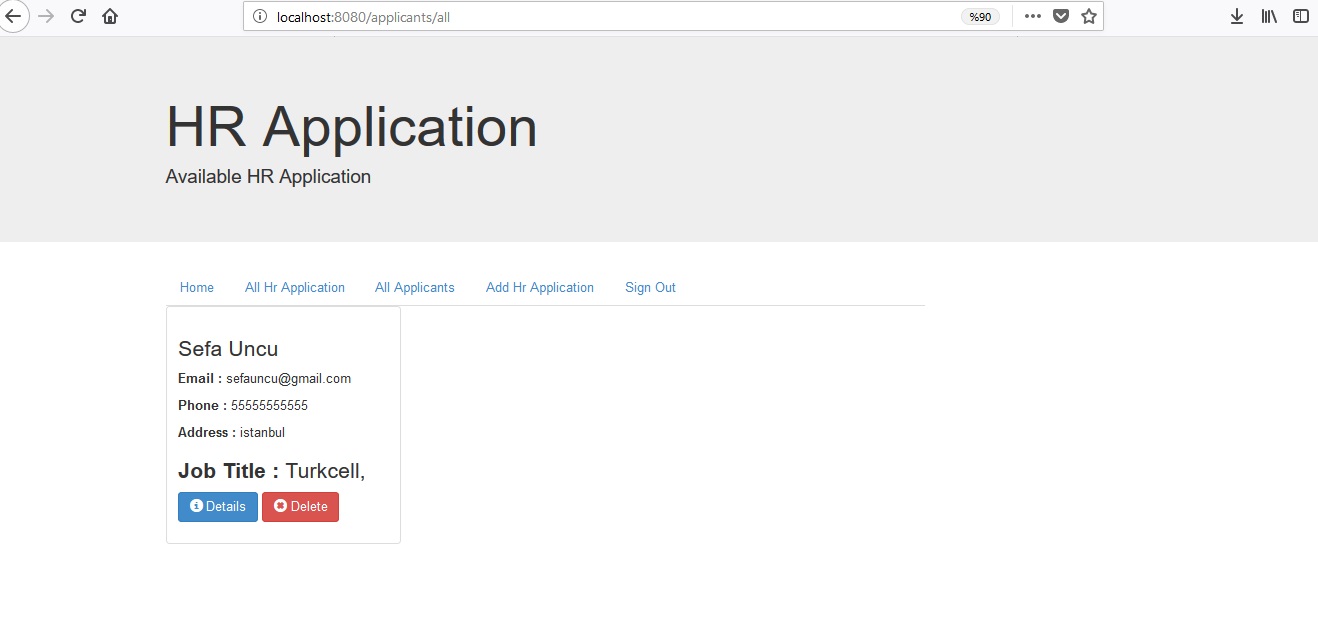 localhost:8080/applicants/all %90
HR Application
Available HR Application
Home All Hr Application All Applicants Add Hr Application Sign Out
Sefa Uncu
Email : sefauncu@gmail.com
Phone : 55555555555
Address : istanbul
Job Title : Turkcell,
Details Delete